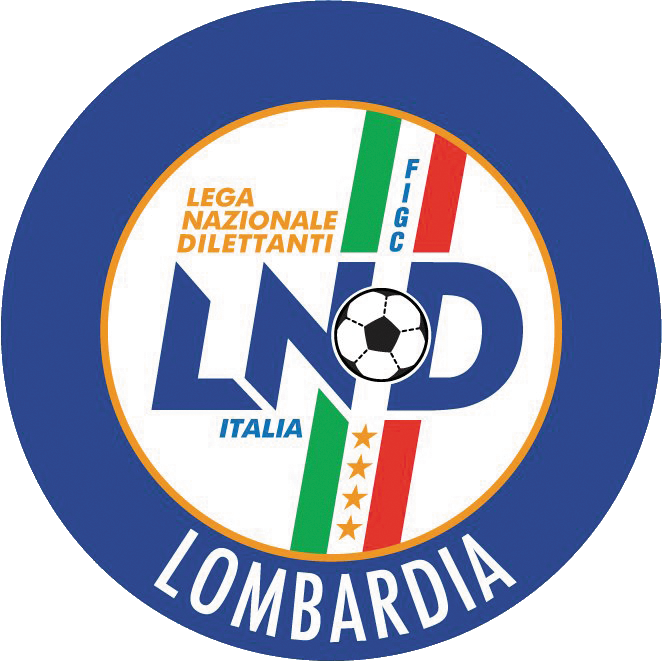 LEGA
NAZIONALE
DILETTANTI
FIGC
LND
ITALIA
LOMBARDIA